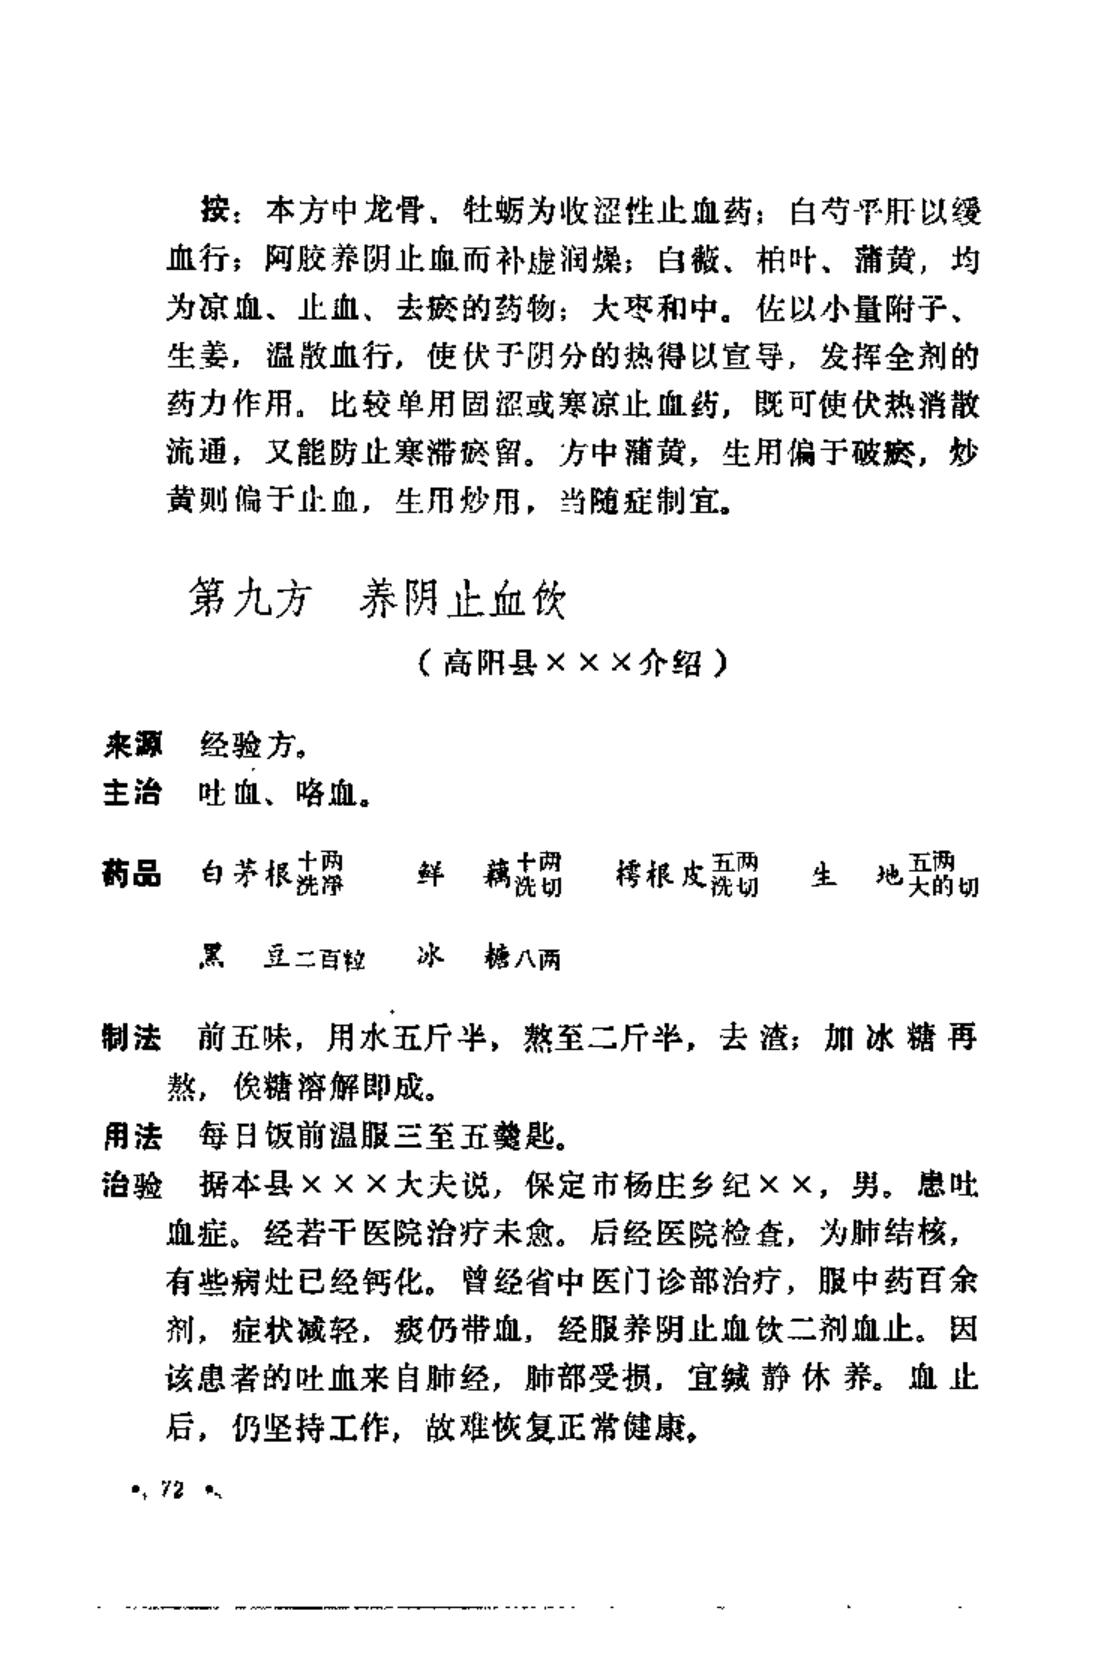 按：本方中龙骨、牡蛎为收涩性止血药；白芍平肝以缓
血行；阿胶养阴止血而补虚润燥；白薇、柏叶、蒲黄，均
为凉血、止血、去瘀的药物；大枣和中。佐以小量附子、
生姜，温散血行，使伏于阴分的热得以宣导，发挥全剂的
药力作用。比较单用固涩或寒凉止血药，既可使伏热消散
流通，又能防止寒滞瘀留。方中蒲黄，生用偏于破瘀，炒
黄则偏于止血，生用炒用，当随症制宜。
第九方 养阴止血饮
（高阳县×××介绍）
来源 经验方。
主治 吐血、咯血。
药品 白茅根十两洗净 鲜藕十两洗切 樗根皮五两洗切 生地五两大的切
黑豆二百粒 冰糖八两
制法 前五味，用水五斤半，熬至二斤半，去渣；加冰糖再
熬，俟糖溶解即成。
用法 每日饭前温服三至五羹匙。
治验 据本县×××大夫说，保定市杨庄乡纪××，男。患吐
血症。经若干医院治疗未愈。后经医院检查，为肺结核，
有些病灶已经钙化。曾经省中医门诊部治疗，服中药百余
剂，症状减轻，痰仍带血，经服养阴止血饮二剂血止。因
该患者的吐血来自肺经，肺部受损，宜缄静休养。血止
后，仍坚持工作，故难恢复正常健康。
• 72 •